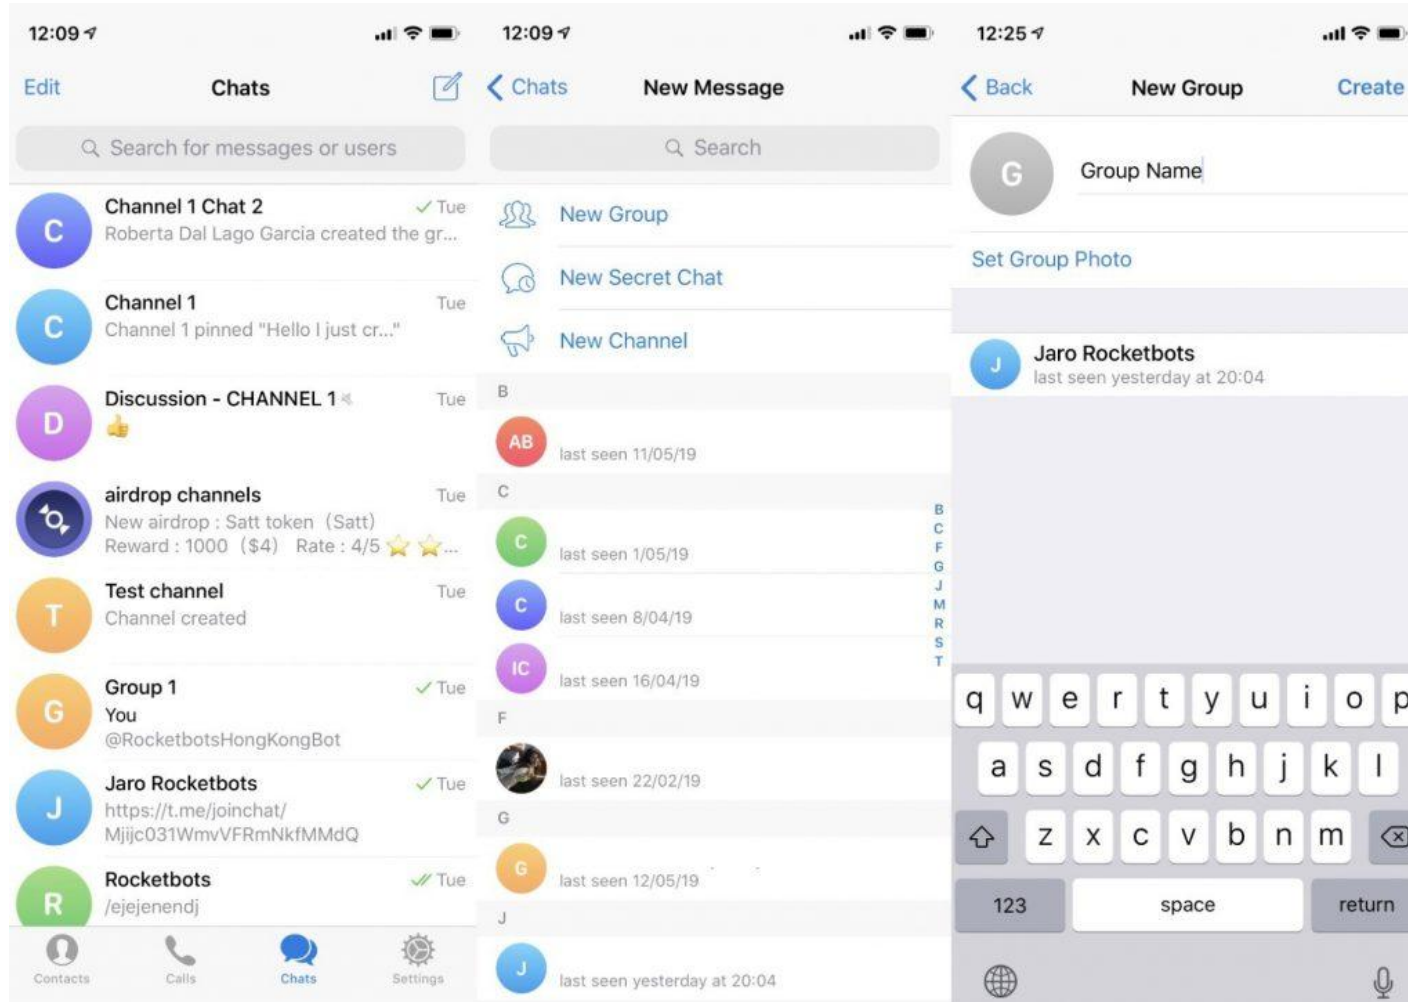 12:09
Edit
Chats
Search for messages or users
C
Channel 1 Chat 2
Tue
Roberta Dal Lago Garcia created the gr...
C
Channel 1
Tue
Channel 1 pinned "Hello I just cr..."
D
Discussion - CHANNEL 1
Tue
airdrop channels
Tue
New airdrop : Satt token (Satt)
Reward : 1000 ($4) Rate : 4/5 ⭐ ⭐...
T
Test channel
Tue
Channel created
G
Group 1
Tue
You
@RocketbotsHongKongBot
J
Jaro Rocketbots
Tue
https://t.me/joinchat/
Mjijc031WmvVFRmNkfMMdQ
R
Rocketbots
Tue
/ejejenendj
Contacts
Calls
Chats
Settings
12:09
Chats
New Message
Search
New Group
New Secret Chat
New Channel
B
AB
last seen 11/05/19
C
C
last seen 1/05/19
C
last seen 8/04/19
IC
last seen 16/04/19
F
last seen 22/02/19
G
G
last seen 12/05/19
J
J
last seen yesterday at 20:04
B
C
F
G
J
M
R
S
T
12:25
Back
New Group
Create
G
Group Name
Set Group Photo
J
Jaro Rocketbots
last seen yesterday at 20:04
q w e r t y u i o p
a s d f g h j k l
z x c v b n m
123 space return